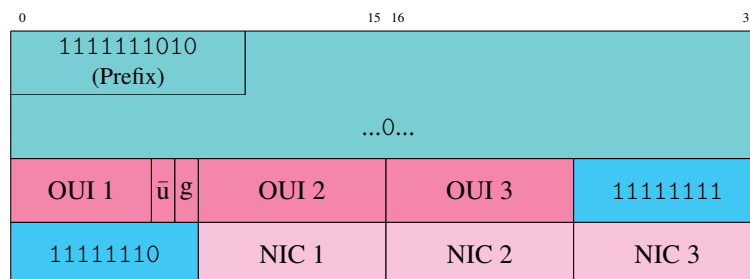 0 15 16 3
1111111010
(Prefix)
...0...
OUI 1 ū g OUI 2 OUI 3 11111111
11111110 NIC 1 NIC 2 NIC 3